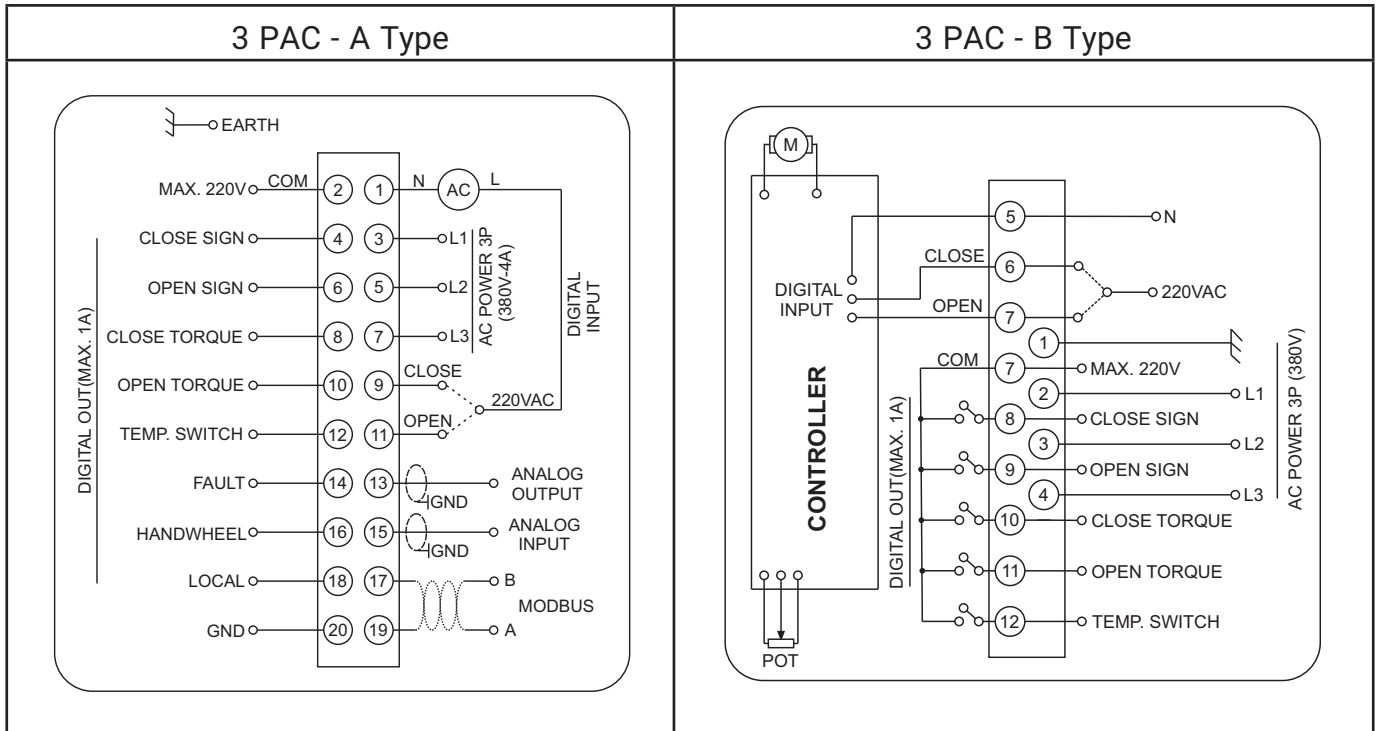 3 PAC - A Type
EARTH
MAX. 220V COM 2 1 N AC L
CLOSE SIGN 4 3 L1
OPEN SIGN 6 5 L2
CLOSE TORQUE 8 7 L3
AC POWER 3P
(380V-4A)
DIGITAL
INPUT
OPEN TORQUE 10 9 CLOSE
220VAC
TEMP. SWITCH 12 11 OPEN
FAULT 14 13 ANALOG
OUTPUT
GND
HANDWHEEL 16 15 ANALOG
INPUT
GND
LOCAL 18 17 B
MODBUS
GND 20 19 A
DIGITAL OUT(MAX. 1A)
3 PAC - B Type
M
5 N
CLOSE 6
DIGITAL
INPUT
220VAC
OPEN 7
1
COM 7 MAX. 220V
2 L1
8 CLOSE SIGN
3 L2
9 OPEN SIGN
4 L3
10 CLOSE TORQUE
11 OPEN TORQUE
12 TEMP. SWITCH
CONTROLLER
DIGITAL OUT(MAX. 1A)
AC POWER 3P (380V)
POT